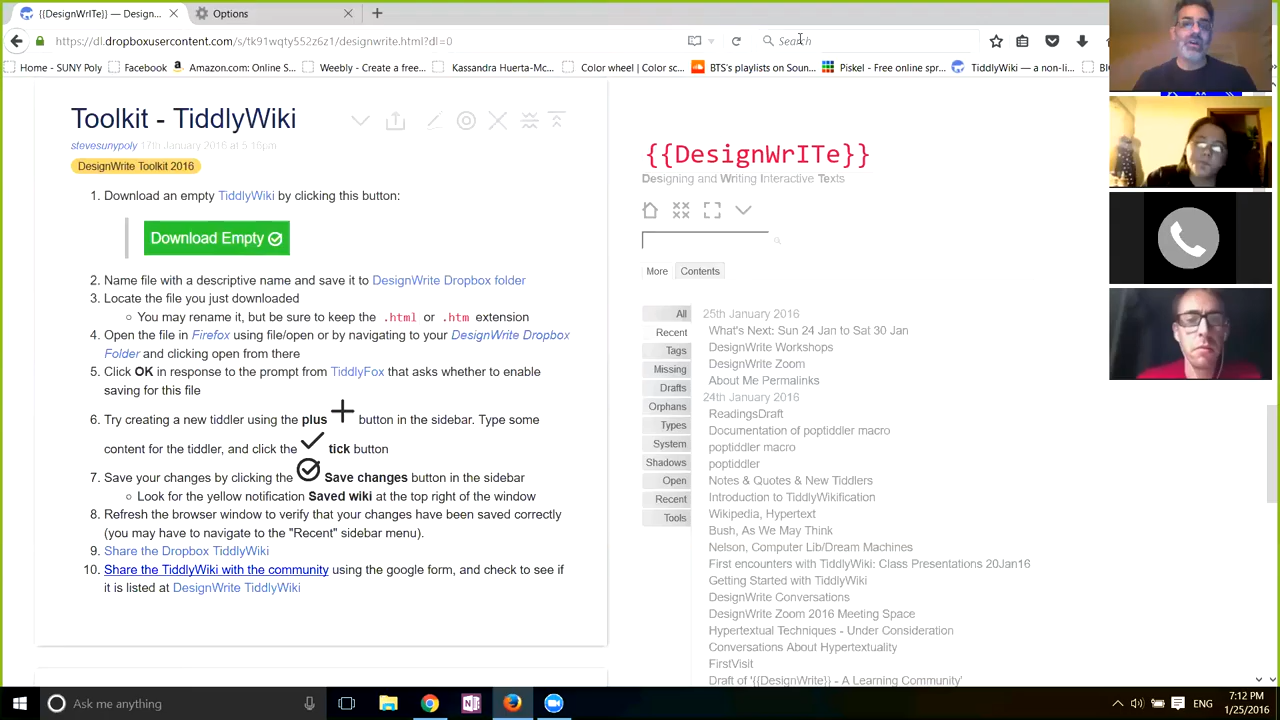 {{DesignWrITe}} — Desig...
Options
https://dl.dropboxusercontent.com/s/tk91wqty552z6z1/designwrite.html?dl=0
Search
Home - SUNY Poly
Facebook
Amazon.com: Online S...
Weebly - Create a free...
Kassandra Huerta-Mc...
Color wheel | Color sc...
BTS's playlists on Soun...
Piskel - Free online spr...
TiddlyWiki — a non-li...
Toolkit - TiddlyWiki
stevesunypoly 17th January 2016 at 5:16pm
DesignWrite Toolkit 2016
1. Download an empty TiddlyWiki by clicking this button:
Download Empty
2. Name file with a descriptive name and save it to DesignWrite Dropbox folder
3. Locate the file you just downloaded
You may rename it, but be sure to keep the .html or .htm extension
4. Open the file in Firefox using file/open or by navigating to your DesignWrite Dropbox
Folder and clicking open from there
5. Click OK in response to the prompt from TiddlyFox that asks whether to enable
saving for this file
6. Try creating a new tiddler using the plus button in the sidebar. Type some
content for the tiddler, and click the tick button
7. Save your changes by clicking the Save changes button in the sidebar
Look for the yellow notification Saved wiki at the top right of the window
8. Refresh the browser window to verify that your changes have been saved correctly
(you may have to navigate to the "Recent" sidebar menu).
9. Share the Dropbox TiddlyWiki
10. Share the TiddlyWiki with the community using the google form, and check to see if
it is listed at DesignWrite TiddlyWiki
{{DesignWrITe}}
Designing and Writing Interactive Texts
More
Contents
All
Recent
Tags
Missing
Drafts
Orphans
Types
System
Shadows
Open
Recent
Tools
25th January 2016
What's Next: Sun 24 Jan to Sat 30 Jan
DesignWrite Workshops
DesignWrite Zoom
About Me Permalinks
24th January 2016
ReadingsDraft
Documentation of poptiddler macro
poptiddler macro
poptiddler
Notes & Quotes & New Tiddlers
Introduction to TiddlyWikification
Wikipedia, Hypertext
Bush, As We May Think
Nelson, Computer Lib/Dream Machines
First encounters with TiddlyWiki: Class Presentations 20Jan16
Getting Started with TiddlyWiki
DesignWrite Conversations
DesignWrite Zoom 2016 Meeting Space
Hypertextual Techniques - Under Consideration
Conversations About Hypertextuality
FirstVisit
Draft of '{{DesignWrite}} - A Learning Community'
Ask me anything
ENG
7:12 PM
1/25/2016